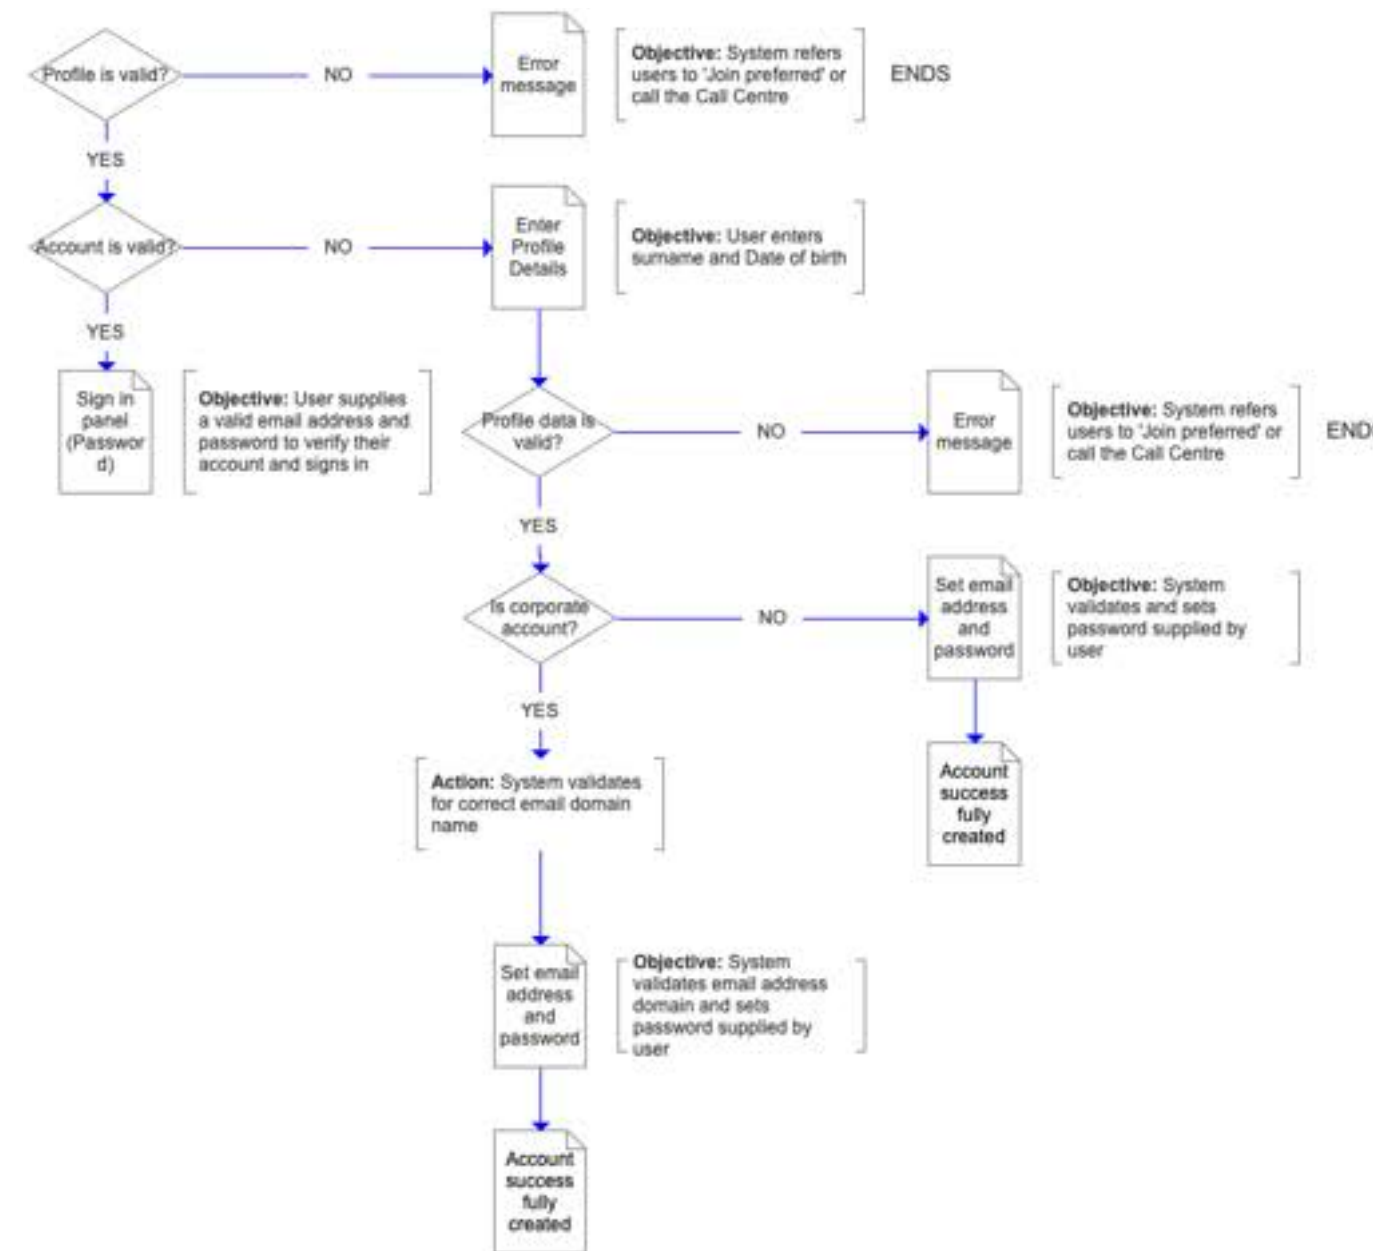 Profile is valid?
NO
Error
message
Objective: System refers
users to 'Join preferred' or
call the Call Centre
ENDS
YES
Account is valid?
NO
Enter
Profile
Details
Objective: User enters
surname and Date of birth
YES
Sign in
panel
(Passwor
d)
Objective: User supplies
a valid email address and
password to verify their
account and signs in
Profile data is
valid?
NO
Error
message
Objective: System refers
users to 'Join preferred' or
call the Call Centre
END
YES
Is corporate
account?
NO
Set email
address
and
password
Objective: System
validates and sets
password supplied by
user
YES
Action: System validates
for correct email domain
name
Account
success
fully
created
Set email
address
and
password
Objective: System
validates email address
domain and sets
password supplied by
user
Account
success
fully
created